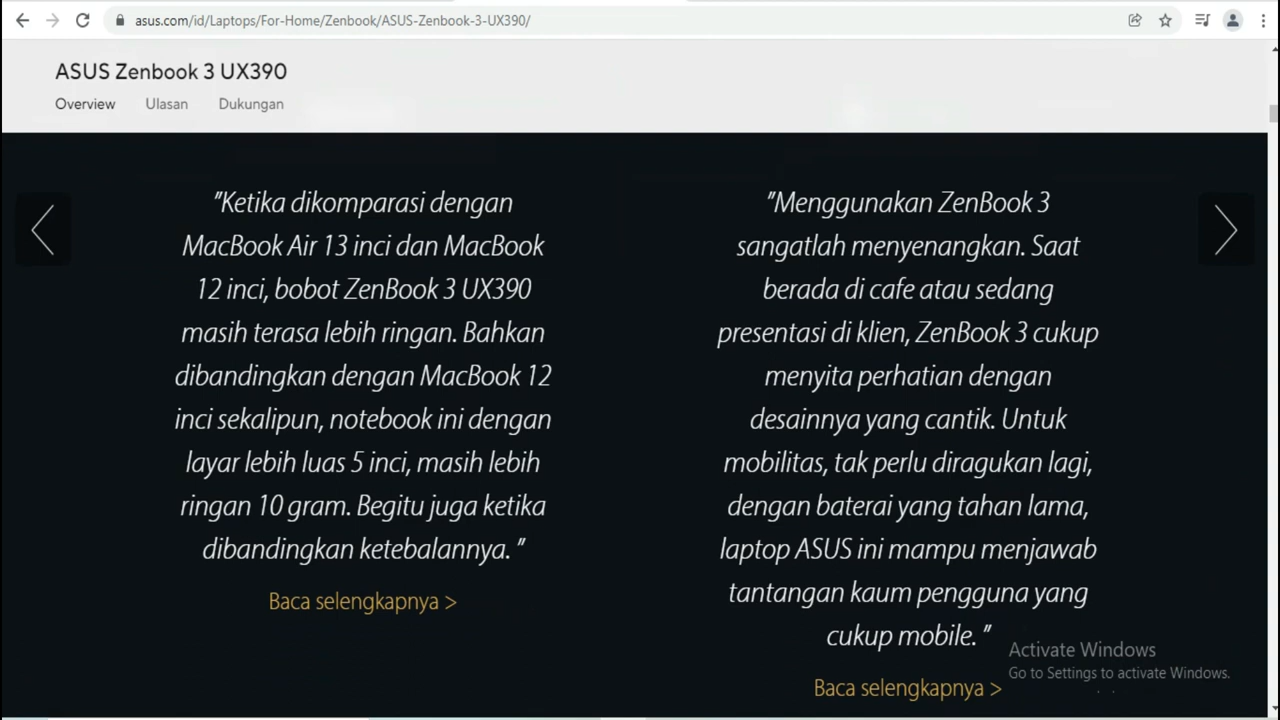 asus.com/id/Laptops/For-Home/Zenbook/ASUS-Zenbook-3-UX390/
ASUS Zenbook 3 UX390
Overview Ulasan Dukungan
"Ketika dikomparasi dengan
MacBook Air 13 inci dan MacBook
12 inci, bobot ZenBook 3 UX390
masih terasa lebih ringan. Bahkan
dibandingkan dengan MacBook 12
inci sekalipun, notebook ini dengan
layar lebih luas 5 inci, masih lebih
ringan 10 gram. Begitu juga ketika
dibandingkan ketebalannya. "
Baca selengkapnya >
"Menggunakan ZenBook 3
sangatlah menyenangkan. Saat
berada di cafe atau sedang
presentasi di klien, ZenBook 3 cukup
menyita perhatian dengan
desainnya yang cantik. Untuk
mobilitas, tak perlu diragukan lagi,
dengan baterai yang tahan lama,
laptop ASUS ini mampu menjawab
tantangan kaum pengguna yang
cukup mobile. "
Baca selengkapnya >
Activate Windows
Go to Settings to activate Windows.